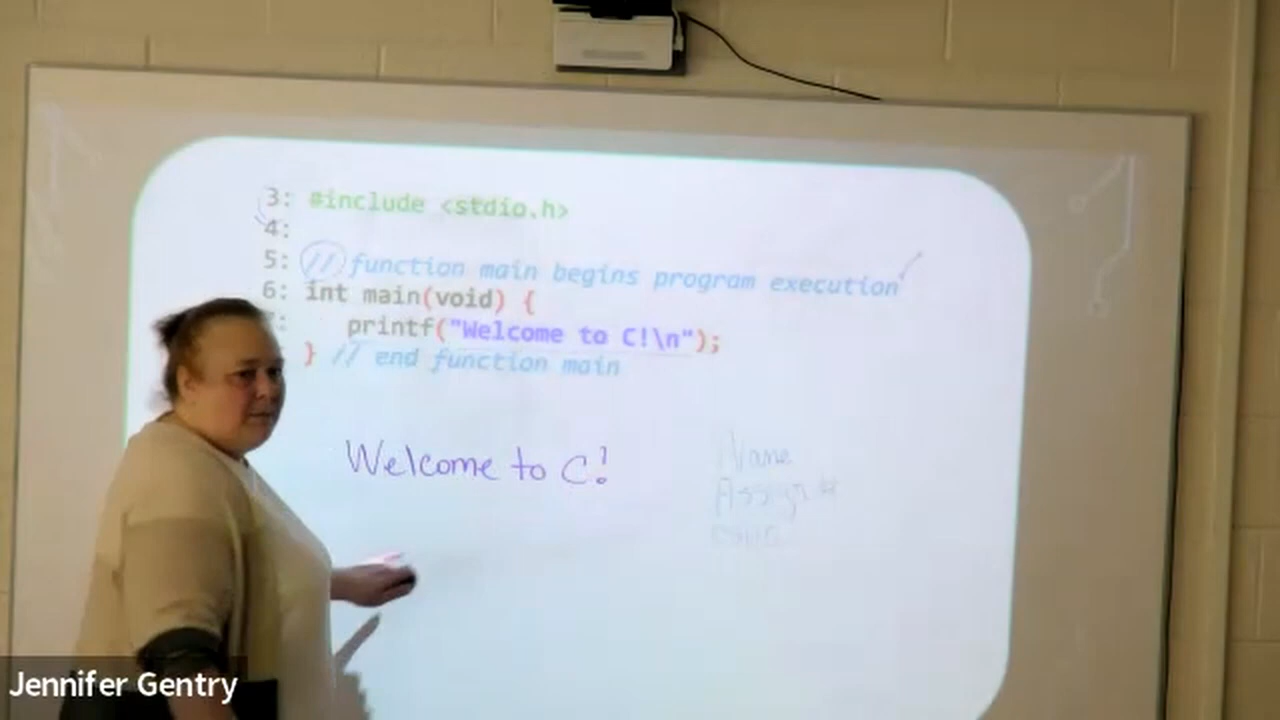 3: #include <stdio.h>
4:
5: // function main begins program execution
6: int main(void) {
printf("Welcome to C!\n");
} // end function main
Welcome to C!
Name
Assign #
Jennifer Gentry